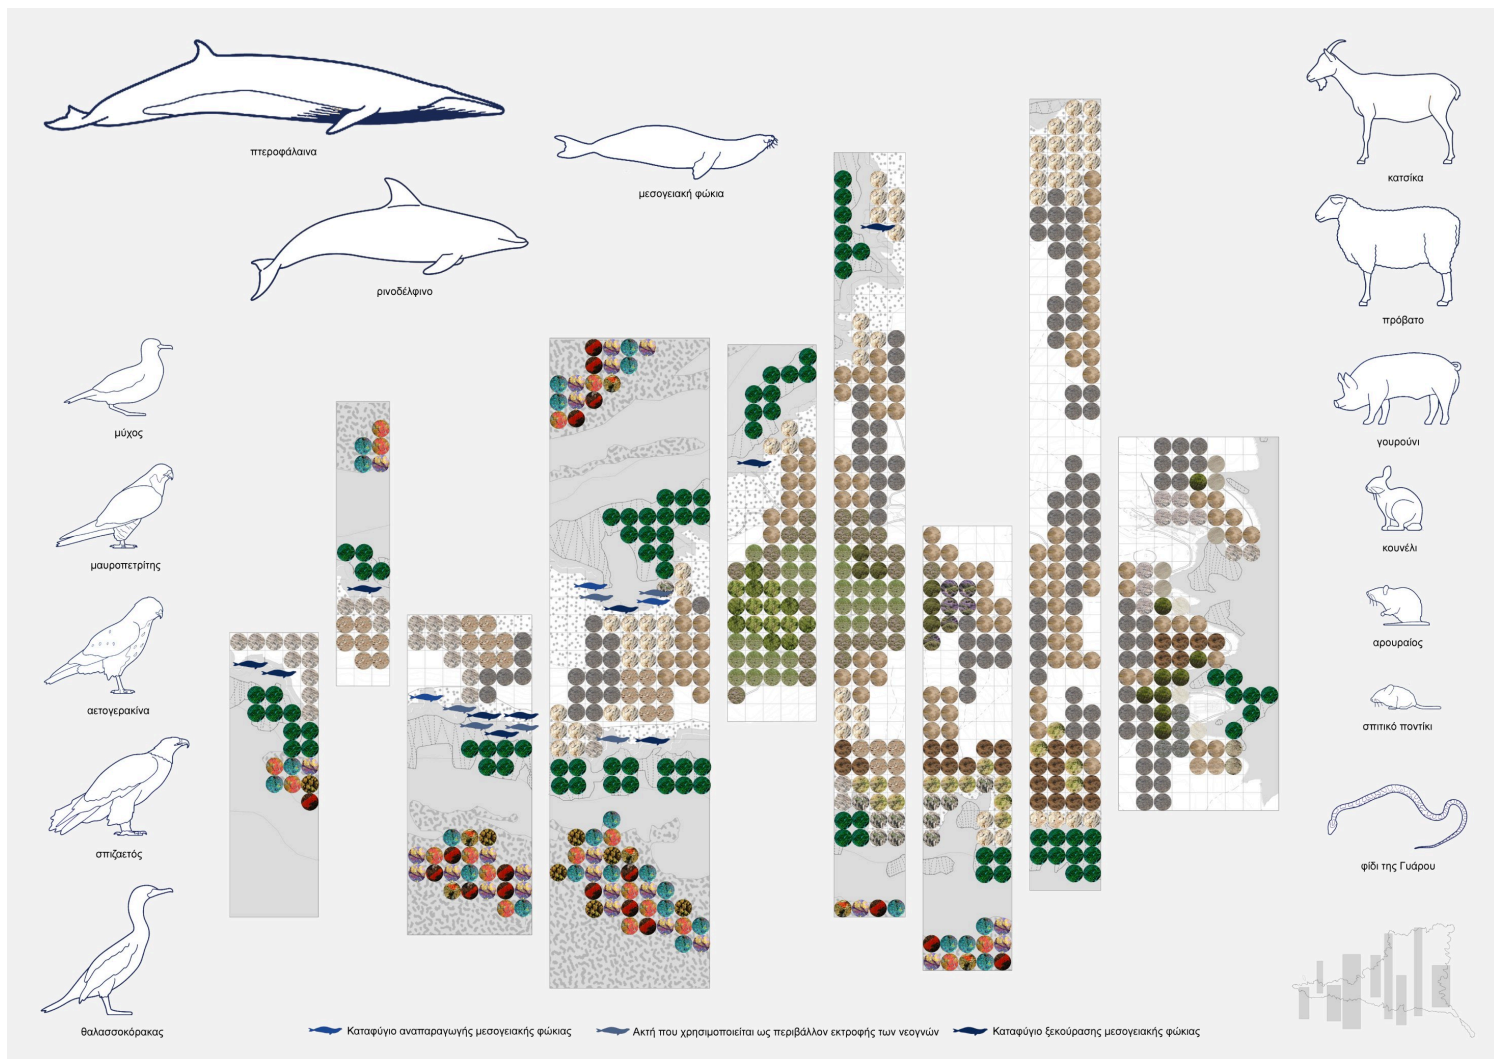 πτεροφάλαινα
μεσογειακή φώκια
ρινοδέλφινο
μύχος
μαυροπετρίτης
αετογερακίνα
σπιζαετός
θαλασσοκόρακας
κατσίκα
πρόβατο
γουρούνι
κουνέλι
αρουραίος
σπιτικό ποντίκι
φίδι της Γυάρου
Καταφύγιο αναπαραγωγής μεσογειακής φώκιας
Ακτή που χρησιμοποιείται ως περιβάλλον εκτροφής των νεογνών
Καταφύγιο ξεκούρασης μεσογειακής φώκιας